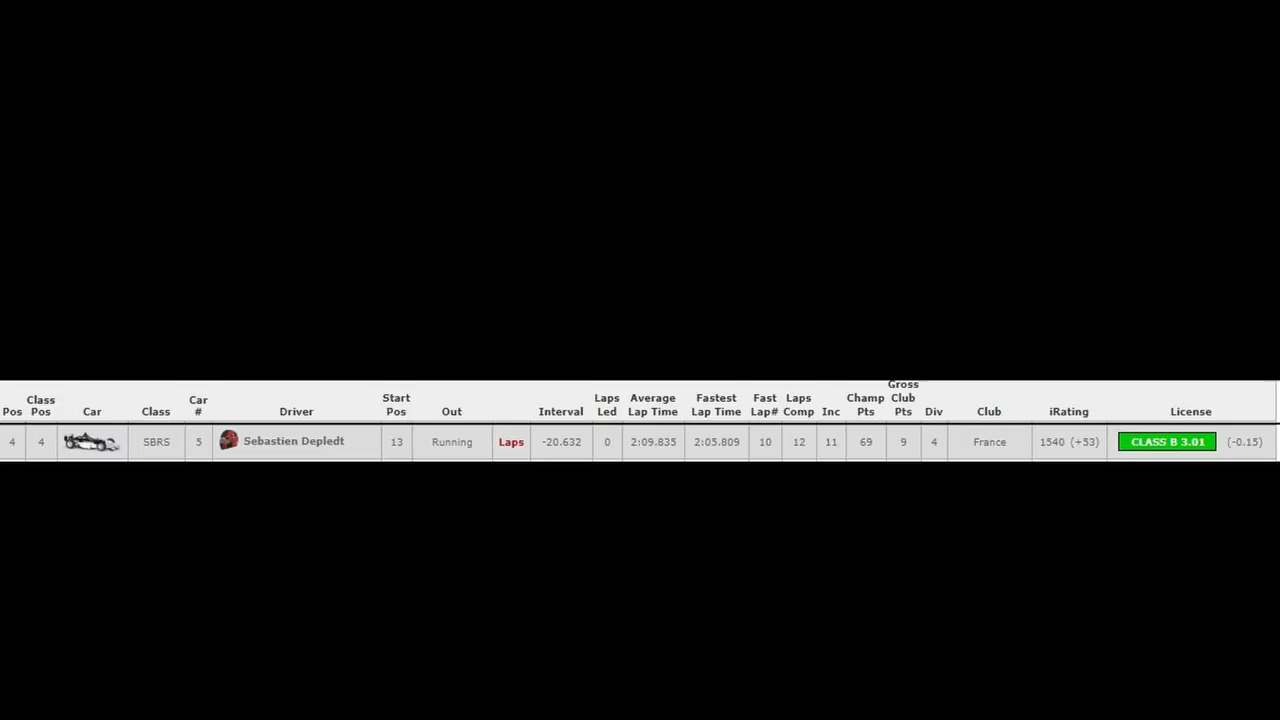 Pos Class Pos Car Class Car # Driver Start Pos Out Interval Laps Led Average Lap Time Fastest Lap Time Fast Lap# Laps Comp Inc Champ Pts Gross Club Pts Div Club iRating License
4 4 SBRS 5 Sebastien Depledt 13 Running Laps -20.632 0 2:09.835 2:05.809 10 12 11 69 9 4 France 1540 (+53) CLASS B 3.01 (-0.15)